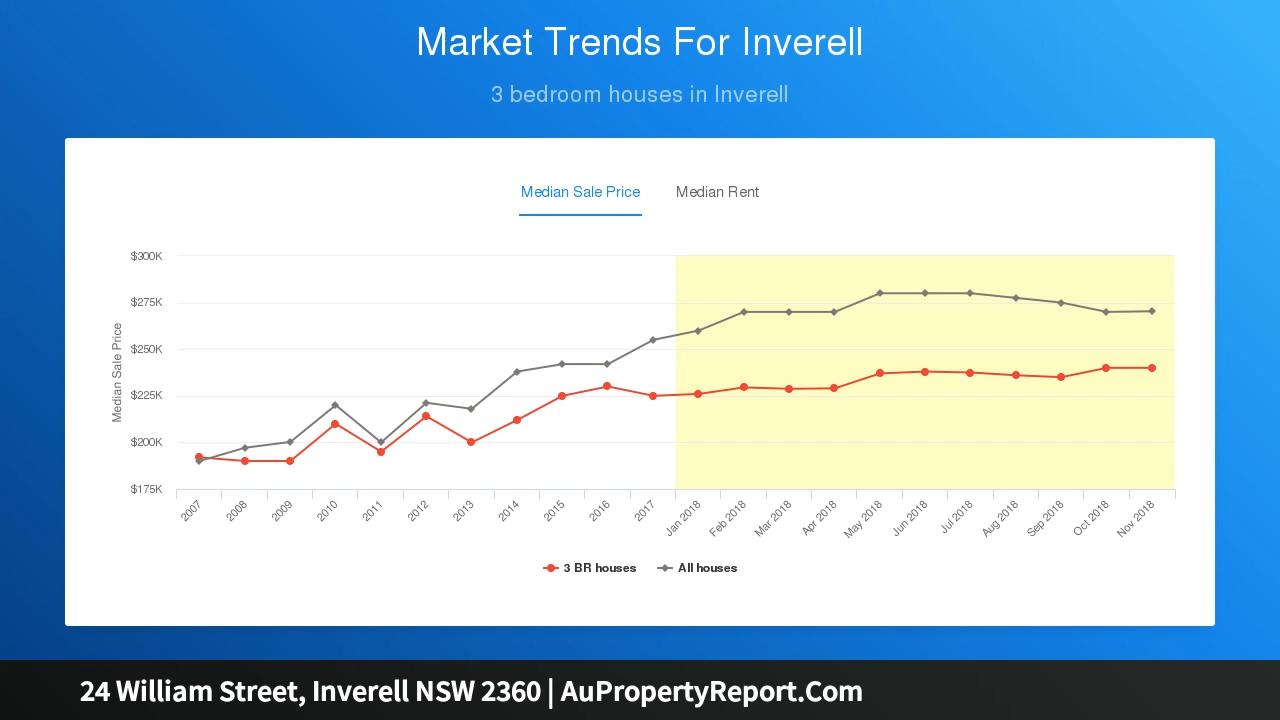 Market Trends For Inverell
3 bedroom houses in Inverell
Median Sale Price Median Rent
Median Sale Price
$300K
$275K
$250K
$225K
$200K
$175K
2007 2008 2009 2010 2011 2012 2013 2014 2015 2016 2017 Jan 2018 Feb 2018 Mar 2018 Apr 2018 May 2018 Jun 2018 Jul 2018 Aug 2018 Sep 2018 Oct 2018 Nov 2018
3 BR houses All houses
24 William Street, Inverell NSW 2360 | AuPropertyReport.Com